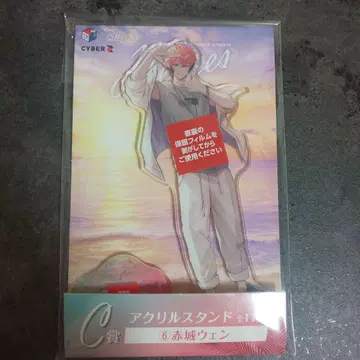 CYBER Z
裏表の
保護フィルムを
剥がしてから
ご使用ください
C賞
アクリルスタンド
⑥赤城ウェン